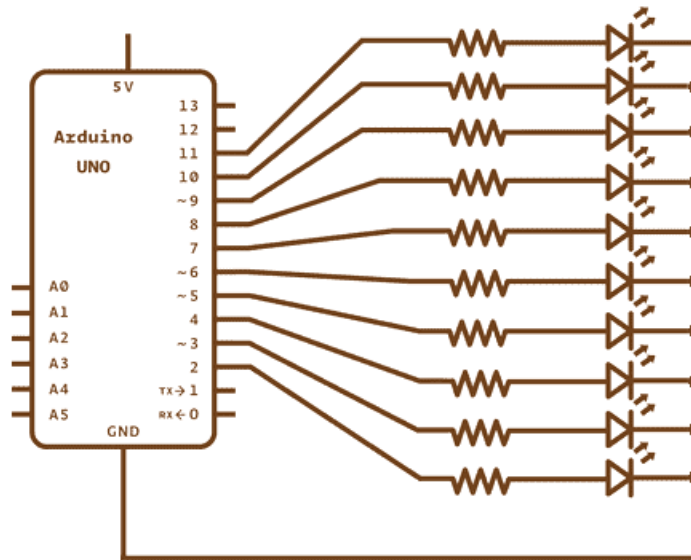 5V
Arduino
UNO
13
12
11
10
~9
8
7
~6
~5
4
~3
2
TX→1
RX←0
A0
A1
A2
A3
A4
A5
GND